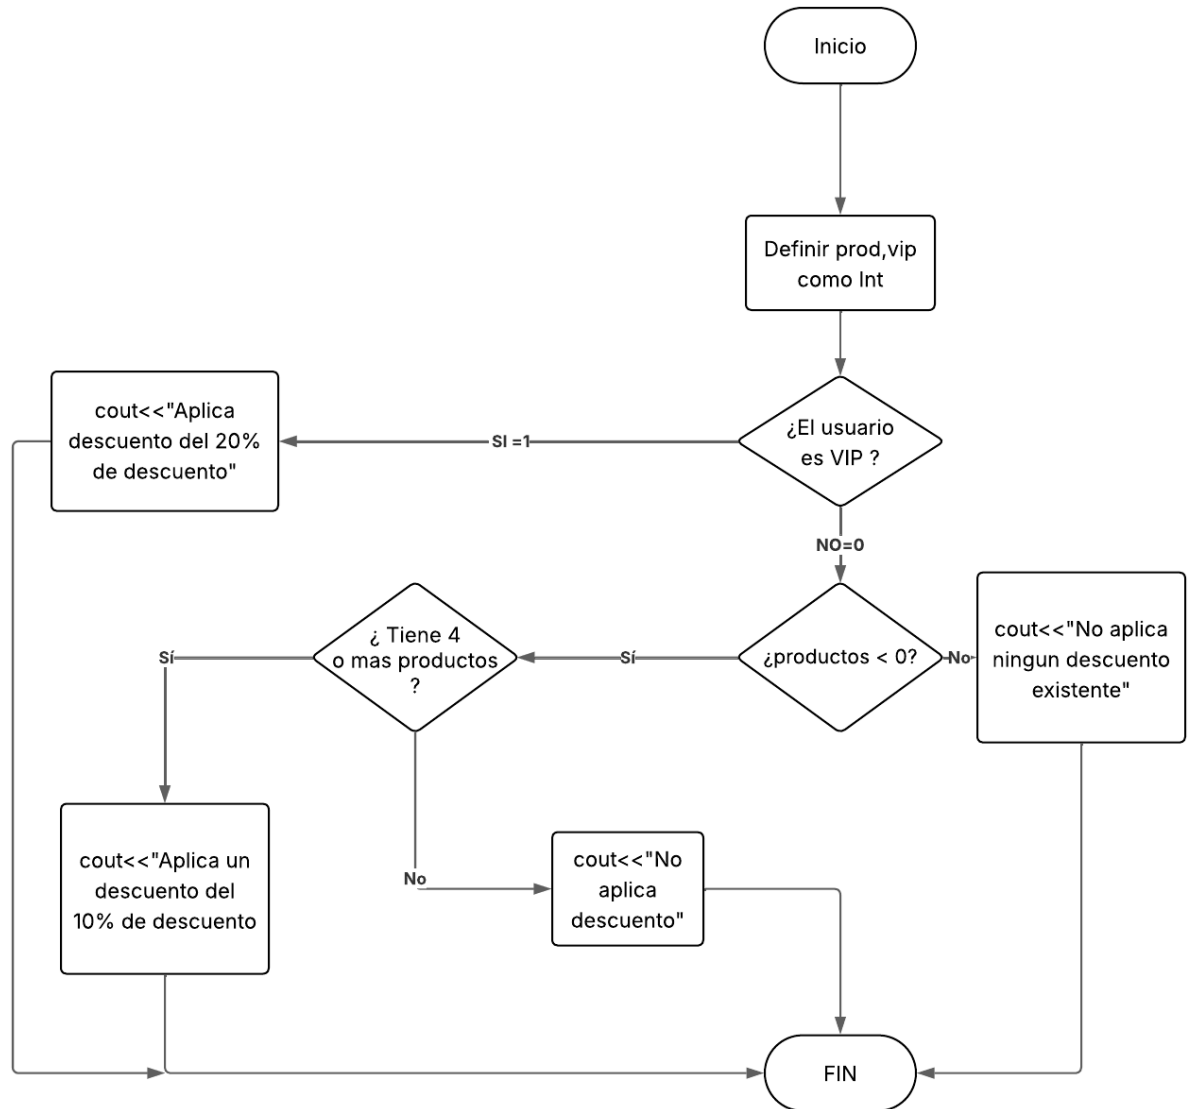 Inicio
Definir prod,vip
como Int
¿El usuario
es VIP ?
SI =1
cout<<"Aplica
descuento del 20%
de descuento"
NO=0
¿productos < 0?
No
cout<<"No aplica
ningun descuento
existente"
Sí
¿ Tiene 4
o mas productos
?
Sí
cout<<"Aplica un
descuento del
10% de descuento
No
cout<<"No
aplica
descuento"
FIN